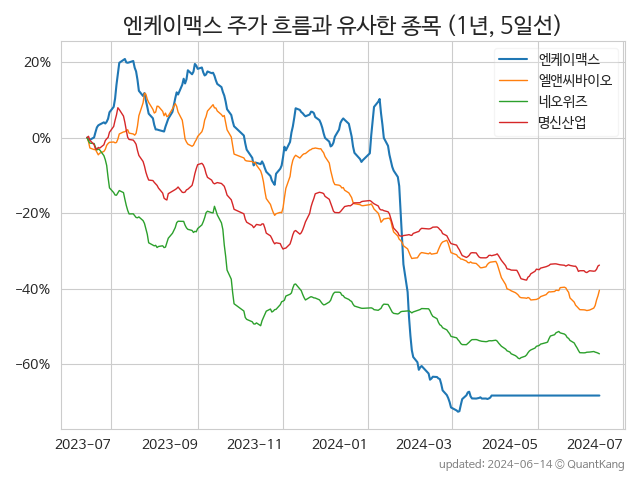 엔케이맥스 주가 흐름과 유사한 종목 (1년, 5일선)
엔케이맥스
엘앤씨바이오
네오위즈
명신산업
20%
0%
−20%
−40%
−60%
2023-07 2023-09 2023-11 2024-01 2024-03 2024-05 2024-07
updated: 2024-06-14 © QuantKang